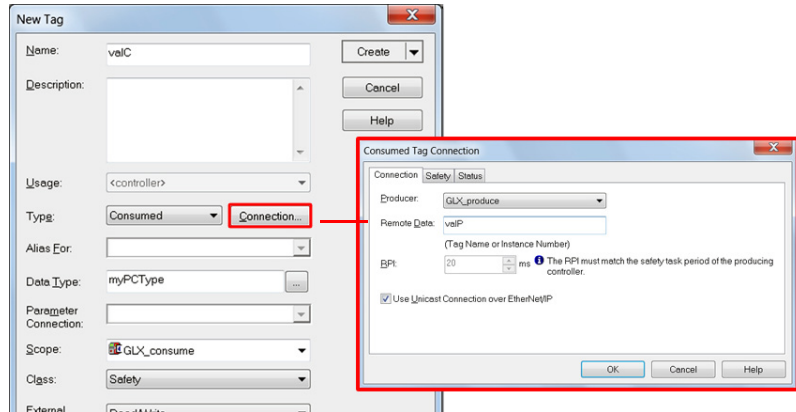 New Tag
Name: valC
Create
Description:
Cancel
Help
Usage: <controller>
Type: Consumed Connection...
Alias For:
Data Type: myPCType ...
Parameter
Connection:
Scope: GLX_consume
Class: Safety
External
Consumed Tag Connection
Connection Safety Status
Producer: GLX_produce
Remote Data: valP
(Tag Name or Instance Number)
RPI: 20 ms The RPI must match the safety task period of the producing
controller.
Use Unicast Connection over EtherNet/IP
OK Cancel Help